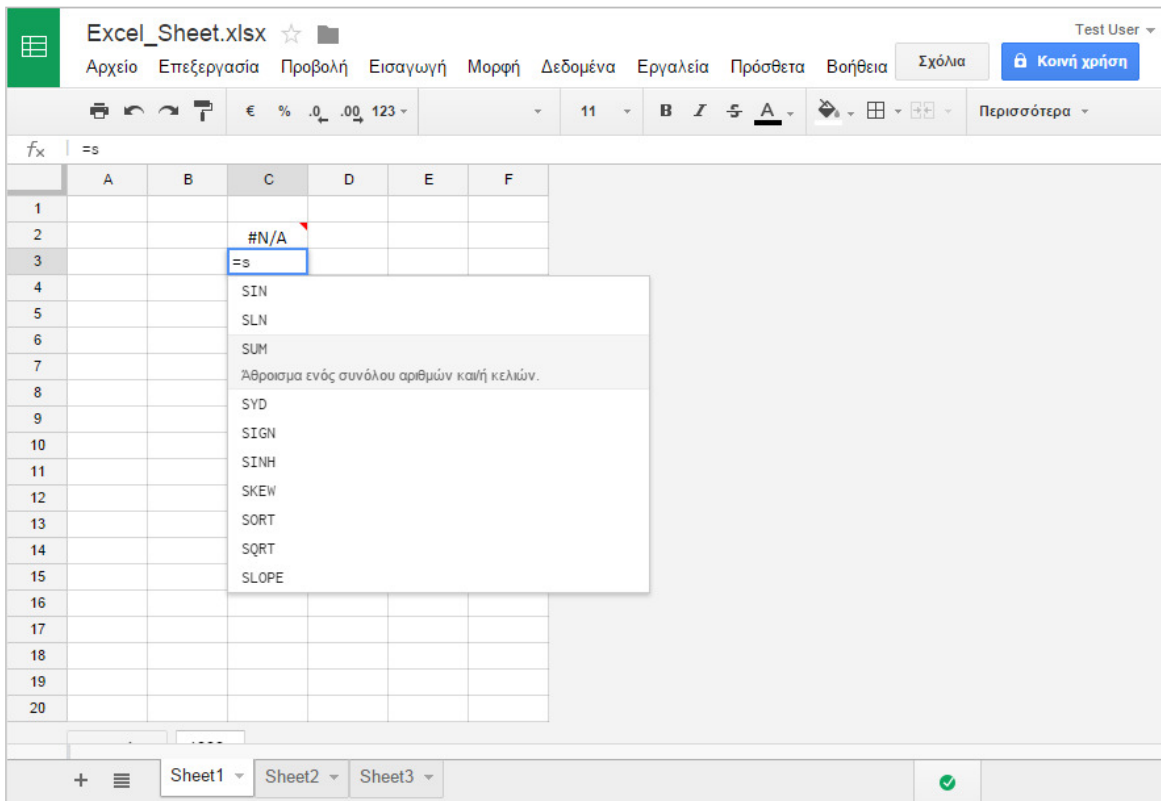 Excel_Sheet.xlsx
Test User
Αρχείο Επεξεργασία Προβολή Εισαγωγή Μορφή Δεδομένα Εργαλεία Πρόσθετα Βοήθεια
Σχόλια
Κοινή χρήση
€ % .0 .00 123 11 B I S A Περισσότερα
fx =s
A B C D E F
1
2 #N/A
3 =s
4
5
6
7
8
9
10
11
12
13
14
15
16
17
18
19
20
SIN
SLN
SUM
Άθροισμα ενός συνόλου αριθμών και/ή κελιών.
SYD
SIGN
SINH
SKEW
SORT
SQRT
SLOPE
Sheet1 Sheet2 Sheet3